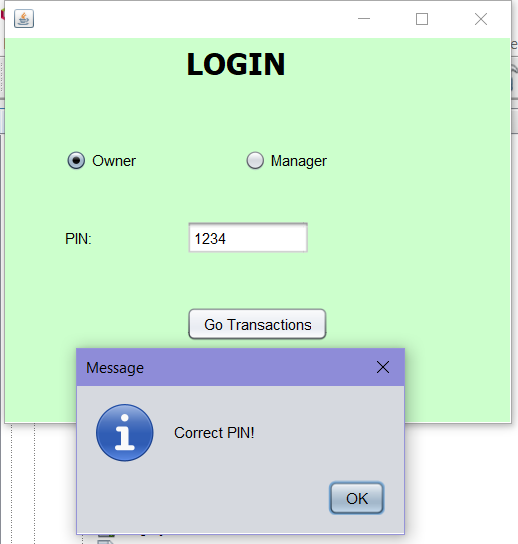 LOGIN
Owner Manager
PIN: 1234
Go Transactions
Message
Correct PIN!
OK